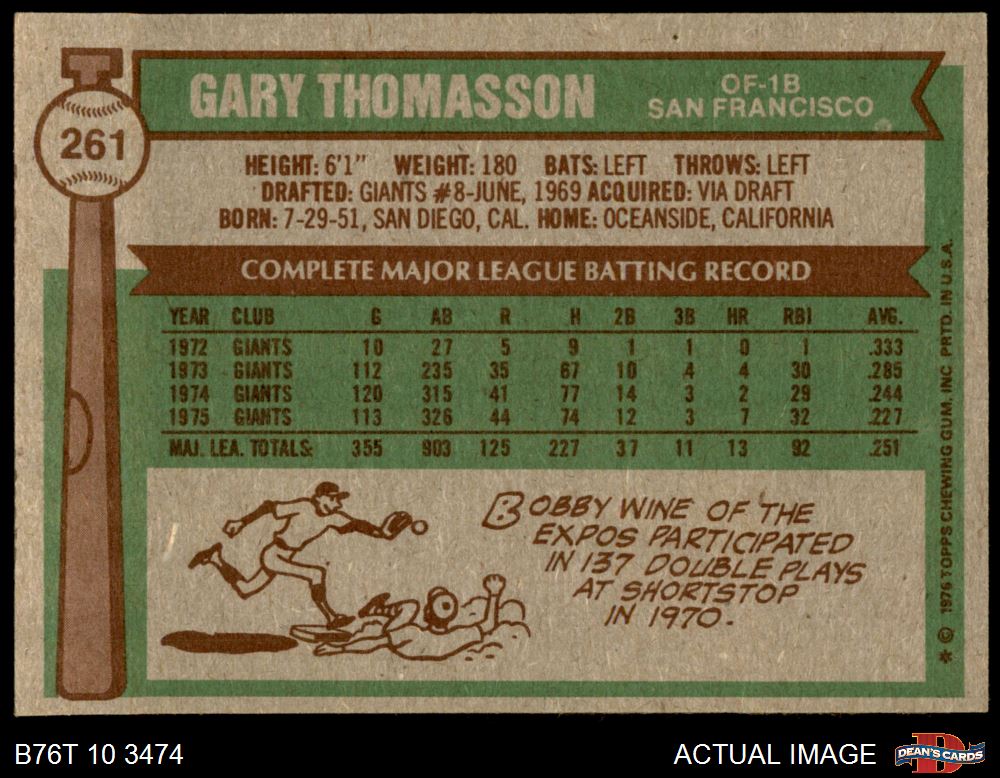 261
GARY THOMASSON
OF-1B
SAN FRANCISCO
HEIGHT: 6'1" WEIGHT: 180 BATS: LEFT THROWS: LEFT
DRAFTED: GIANTS #8-JUNE, 1969 ACQUIRED: VIA DRAFT
BORN: 7-29-51, SAN DIEGO, CAL. HOME: OCEANSIDE, CALIFORNIA
COMPLETE MAJOR LEAGUE BATTING RECORD
YEAR CLUB G AB R H 2B 3B HR RBI AVG.
1972 GIANTS 10 27 5 9 1 1 0 1 .333
1973 GIANTS 112 235 35 67 10 4 4 30 .285
1974 GIANTS 120 315 41 77 14 3 2 29 .244
1975 GIANTS 113 326 44 74 12 3 7 32 .227
MAJ. LEA. TOTALS: 355 903 125 227 37 11 13 92 .251
BOBBY WINE OF THE
EXPOS PARTICIPATED
IN 137 DOUBLE PLAYS
AT SHORTSTOP
IN 1970.
* © 1976 TOPPS CHEWING GUM, INC. PRTD. IN U.S.A.
B76T 10 3474
ACTUAL IMAGE
D
DEAN'S CARDS